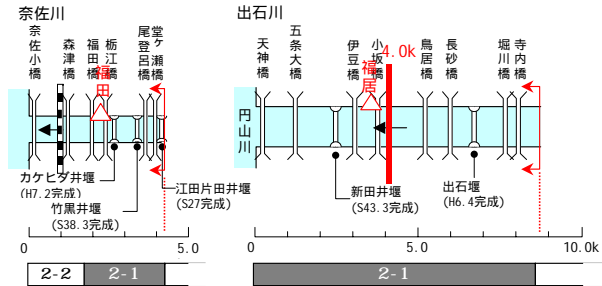 奈佐川
奈佐小橋
森津橋
福田橋
栃江橋
尾登呂橋
堂ヶ瀬橋
福田
カケヒダ井堰
(H7.2完成)
竹黒井堰
(S38.3完成)
江田片田井堰
(S27完成)
0
5.0
2-2
2-1
出石川
天神橋
五条大橋
伊豆橋
小坂橋
鳥居橋
長砂橋
堀川橋
寺内橋
福居
4.0k
円山川
新田井堰
(S43.3完成)
出石堰
(H6.4完成)
0
5.0
10.0k
2-1